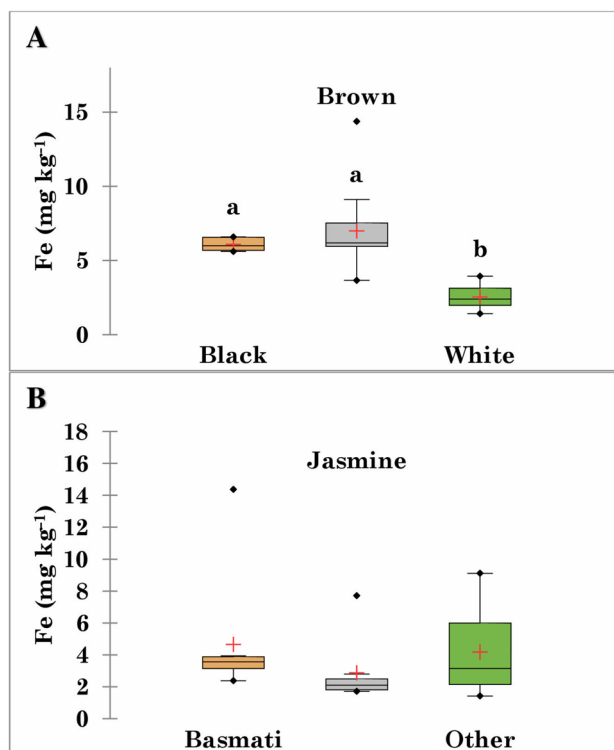 A
Brown
15
a
a
10
Fe (mg kg⁻¹)
b
5
0
Black White
B
18
16
Jasmine
14
12
10
Fe (mg kg⁻¹)
8
6
4
2
0
Basmati Other